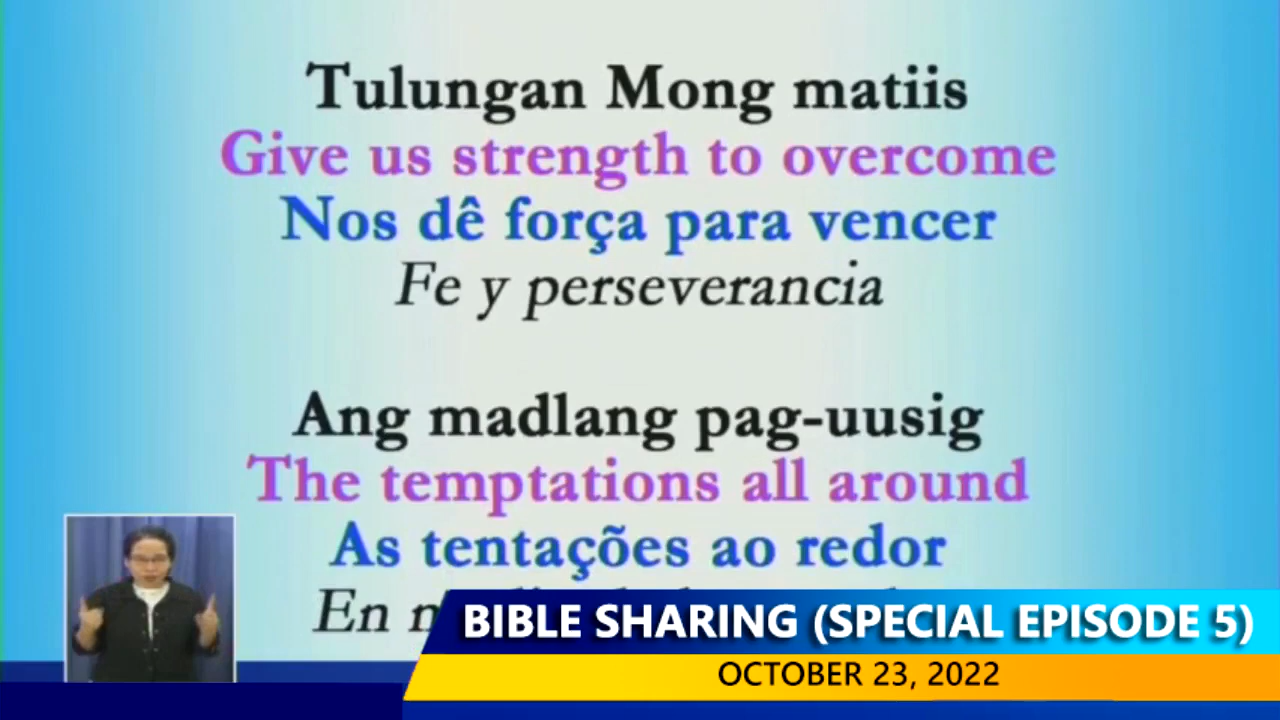 Tulungan Mong matiis
Give us strength to overcome
Nos dê força para vencer
Fe y perseverancia
Ang madlang pag-uusig
The temptations all around
As tentações ao redor
En
BIBLE SHARING (SPECIAL EPISODE 5)
OCTOBER 23, 2022